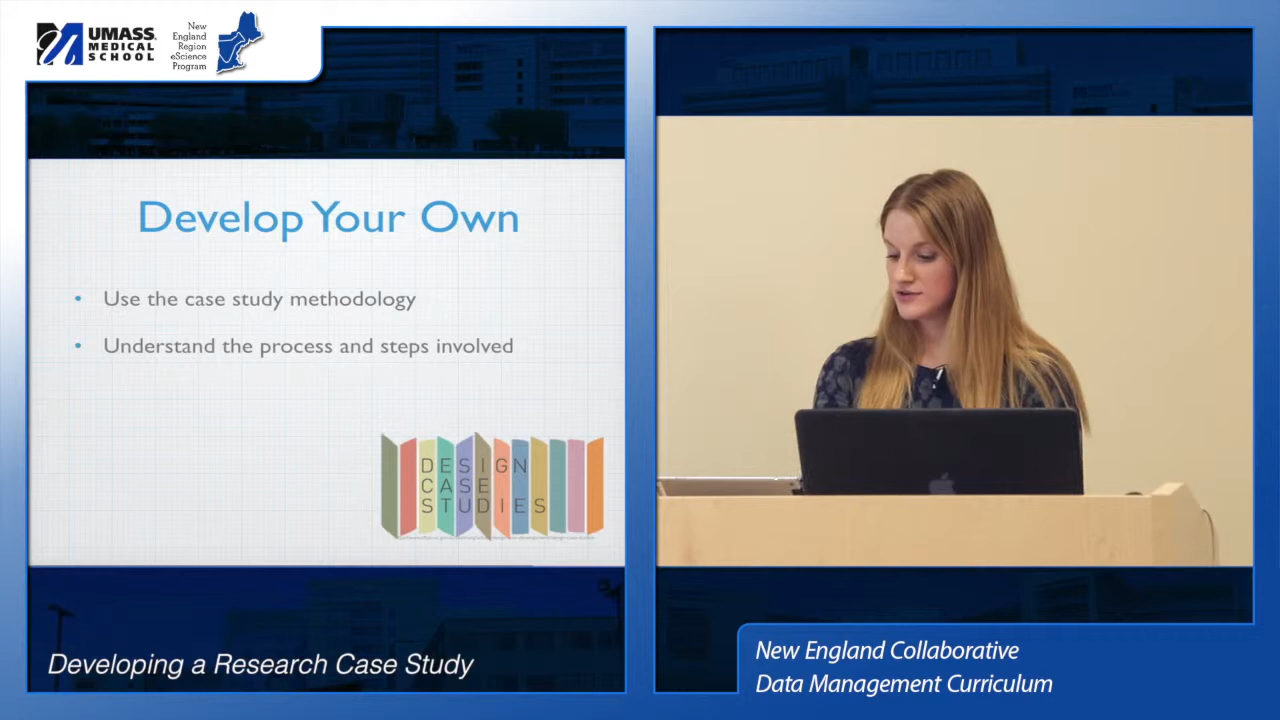 UMASS
MEDICAL
SCHOOL
New
England
Region
eScience
Program
Develop Your Own
• Use the case study methodology
• Understand the process and steps involved
DESIGN
CASE
STUDIES
Developing a Research Case Study
New England Collaborative
Data Management Curriculum